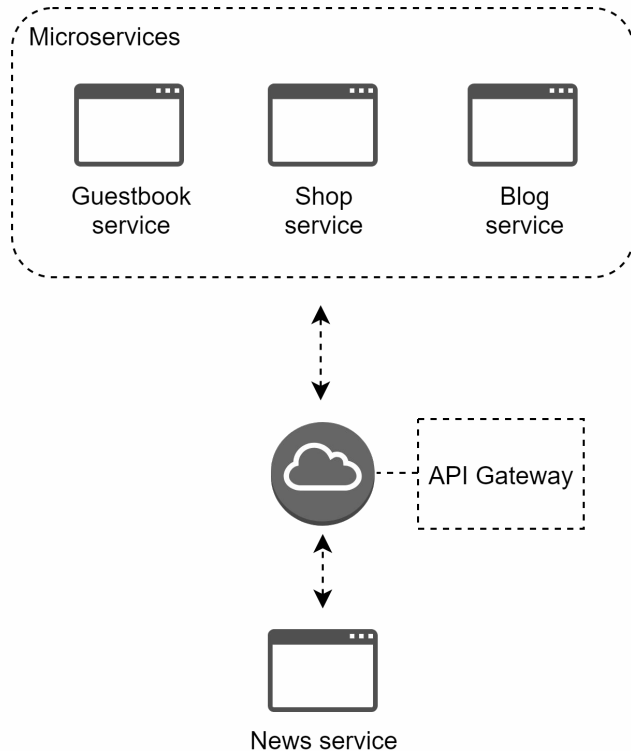 Microservices
Guestbook
service
Shop
service
Blog
service
API Gateway
News service